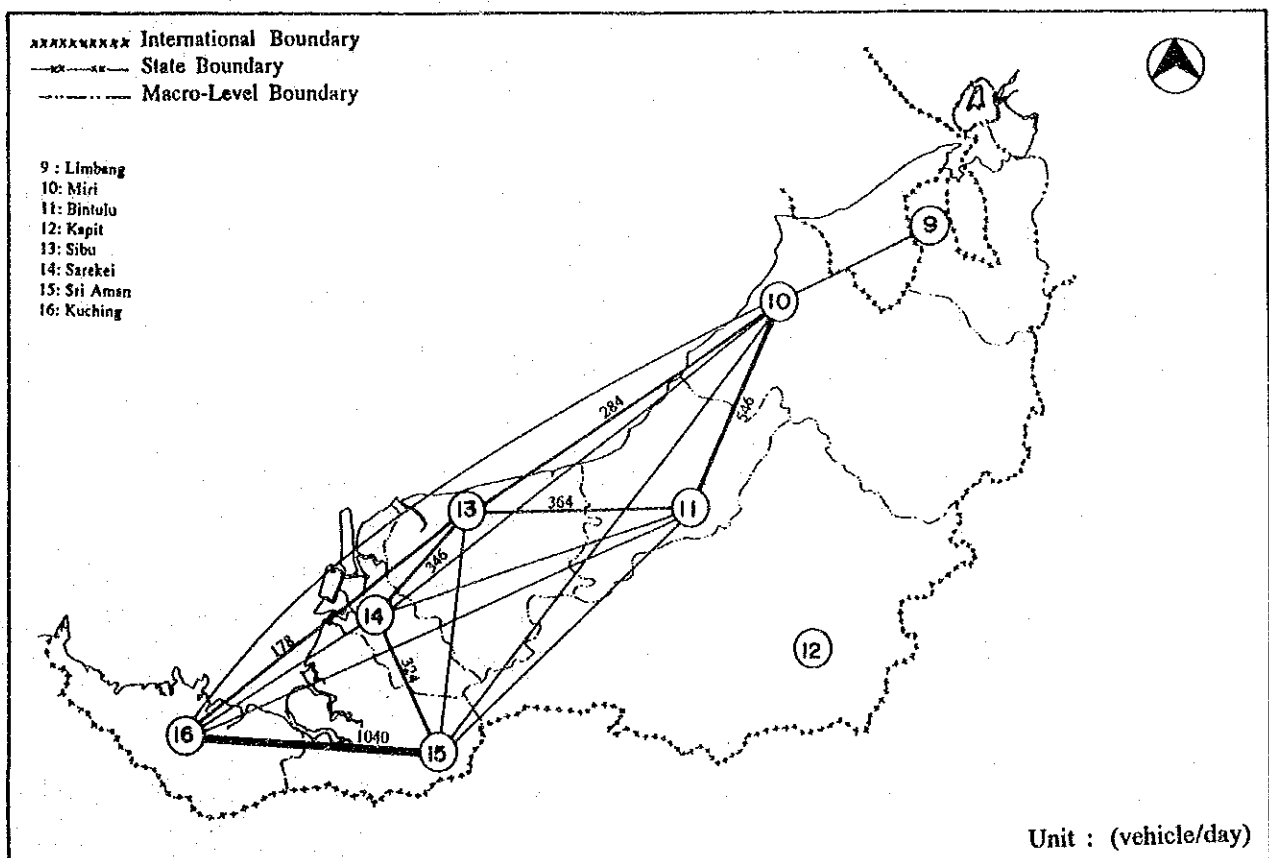 International Boundary
State Boundary
Macro-Level Boundary
9 : Limbang
10: Miri
11: Bintulu
12: Kapit
13: Sibu
14: Sarekei
15: Sri Aman
16: Kuching
9
10
284
546
13
364
11
346
14
12
178
324
16
1040
15
Unit : (vehicle/day)